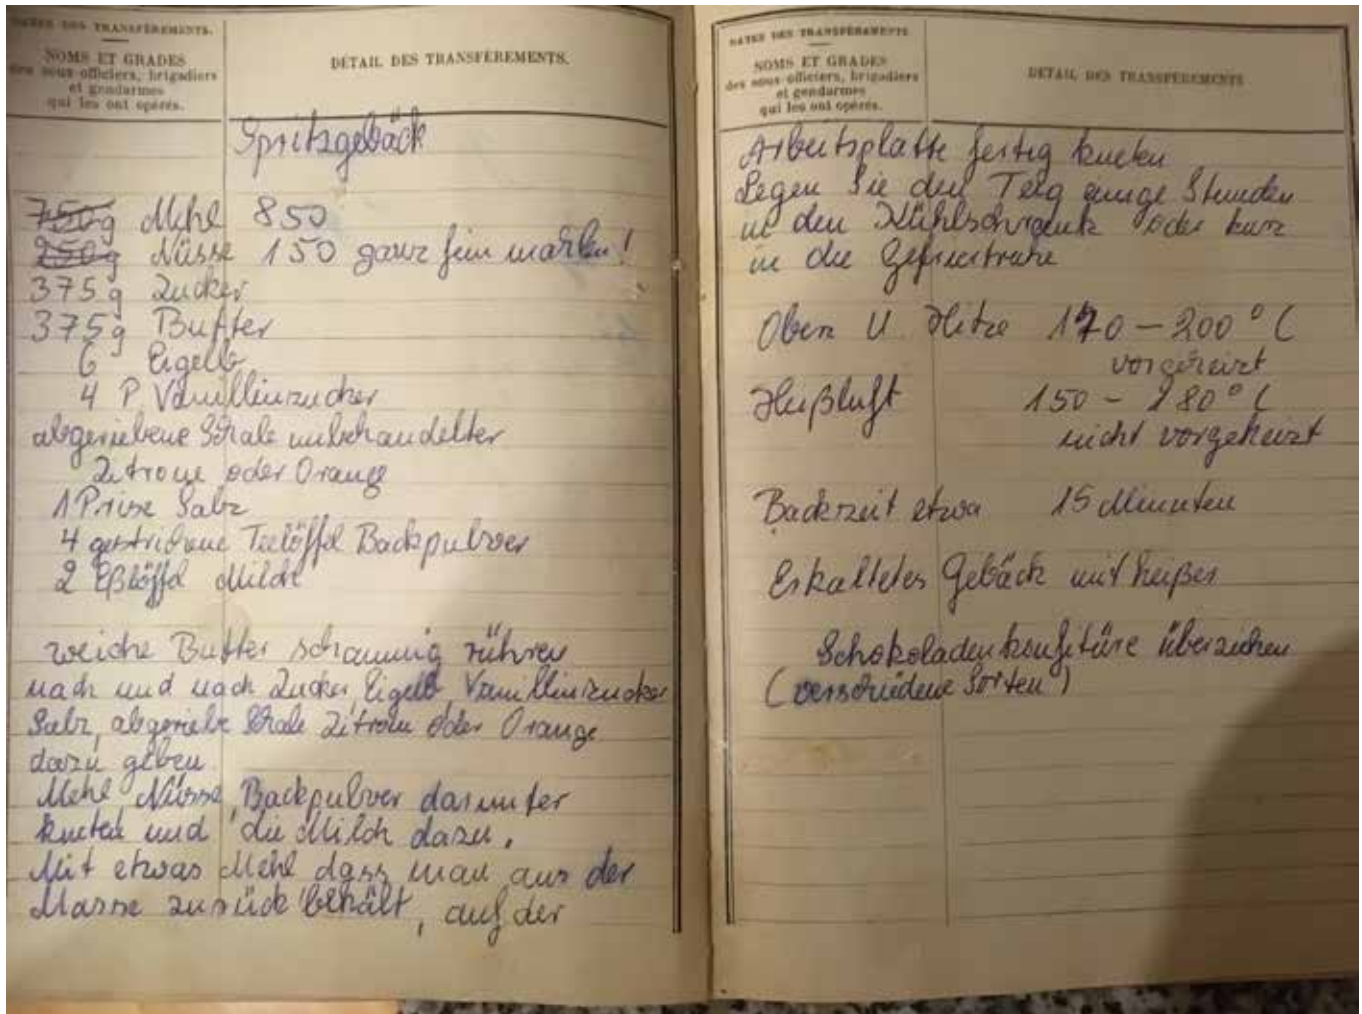 DATES DES TRANSFÈREMENTS.
NOMS ET GRADES
des sous-officiers, brigadiers
et gendarmes
qui les ont opérés.
DÉTAIL DES TRANSFÈREMENTS.
Spritzgebäck
~~750g~~ Mehl 850
~~250g~~ Nüsse 150 ganz fein mahlen!
375g Zucker
375g Butter
6 Eigelb
4 P Vanillinzucker
abgeriebene Schale unbehandelter
Zitrone oder Orange
1 Prise Salz
4 gestrichene Teelöffel Backpulver
2 Eßlöffel Milch
weiche Butter schaumig rühren
nach und nach Zucker, Eigelb, Vanillinzucker
Salz, abgeriebe Schale Zitrone oder Orange
dazu geben
Mehl Nüsse, Backpulver darunter
kneten und die Milch dazu.
Mit etwas Mehl dass man aus der
Masse zurück behält, auf der
DATES DES TRANSFÈREMENTS
NOMS ET GRADES
des sous-officiers, brigadiers
et gendarmes
qui les ont opérés.
DÉTAIL DES TRANSFÈREMENTS
Arbeitsplatte fertig kneten
Legen Sie den Teig einige Stunden
in den Kühlschrank oder kurz
in die Gefriertruhe
Oben U. Hitze 170 – 200° C
vorgeheizt
Heißluft 150 – 180° C
nicht vorgeheizt
Backzeit etwa 15 Minuten
Erkaltetes Gebäck mit heißer
Schokoladenkonfitüre überziehen
(verschiedene Sorten)